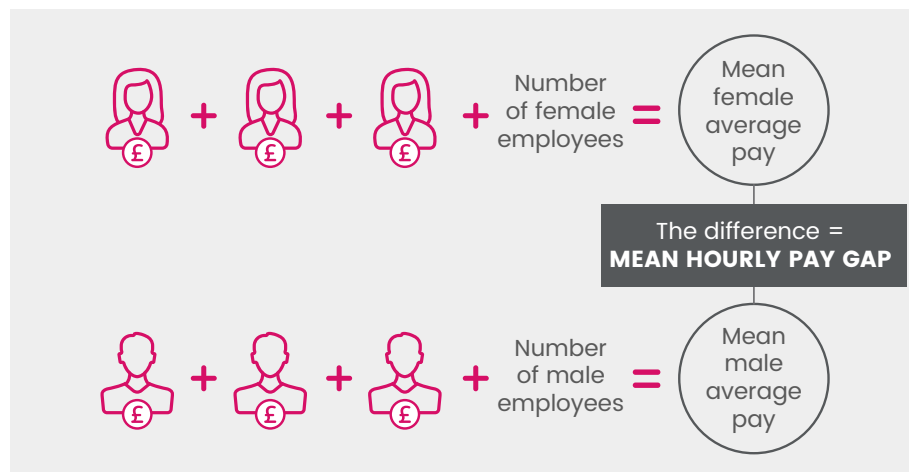 £ + £ + £ + Number of female employees = Mean female average pay
The difference =
MEAN HOURLY PAY GAP
£ + £ + £ + Number of male employees = Mean male average pay